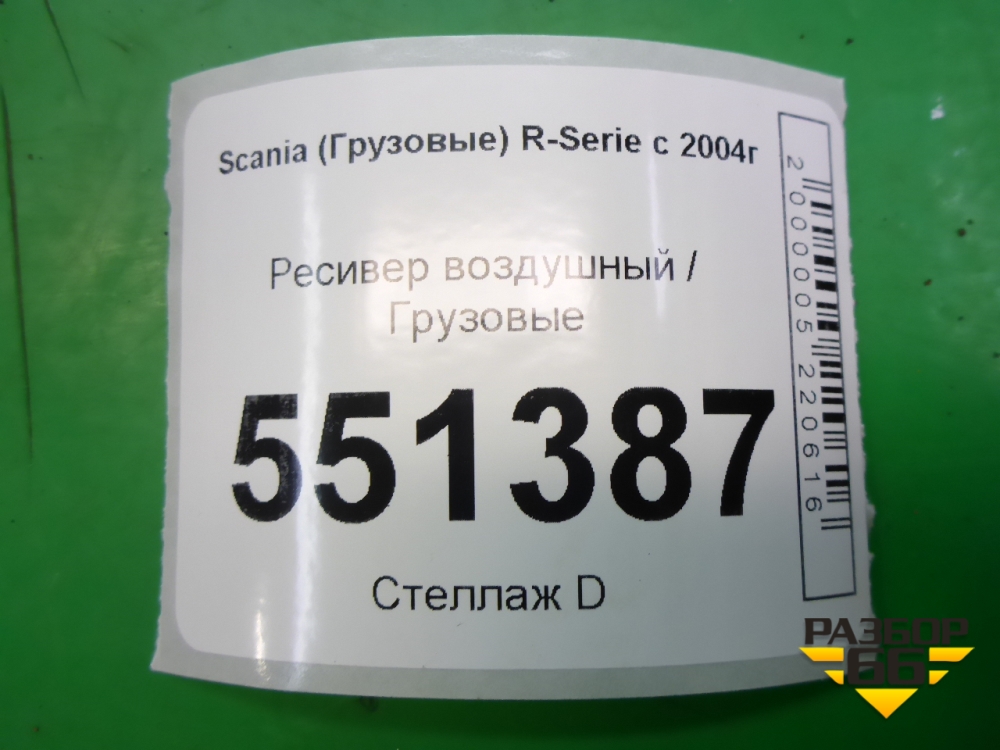 Scania (Грузовые) R-Serie с 2004г
Ресивер воздушный /
Грузовые
551387
Стеллаж D
2000005220616
РАЗБОР
66